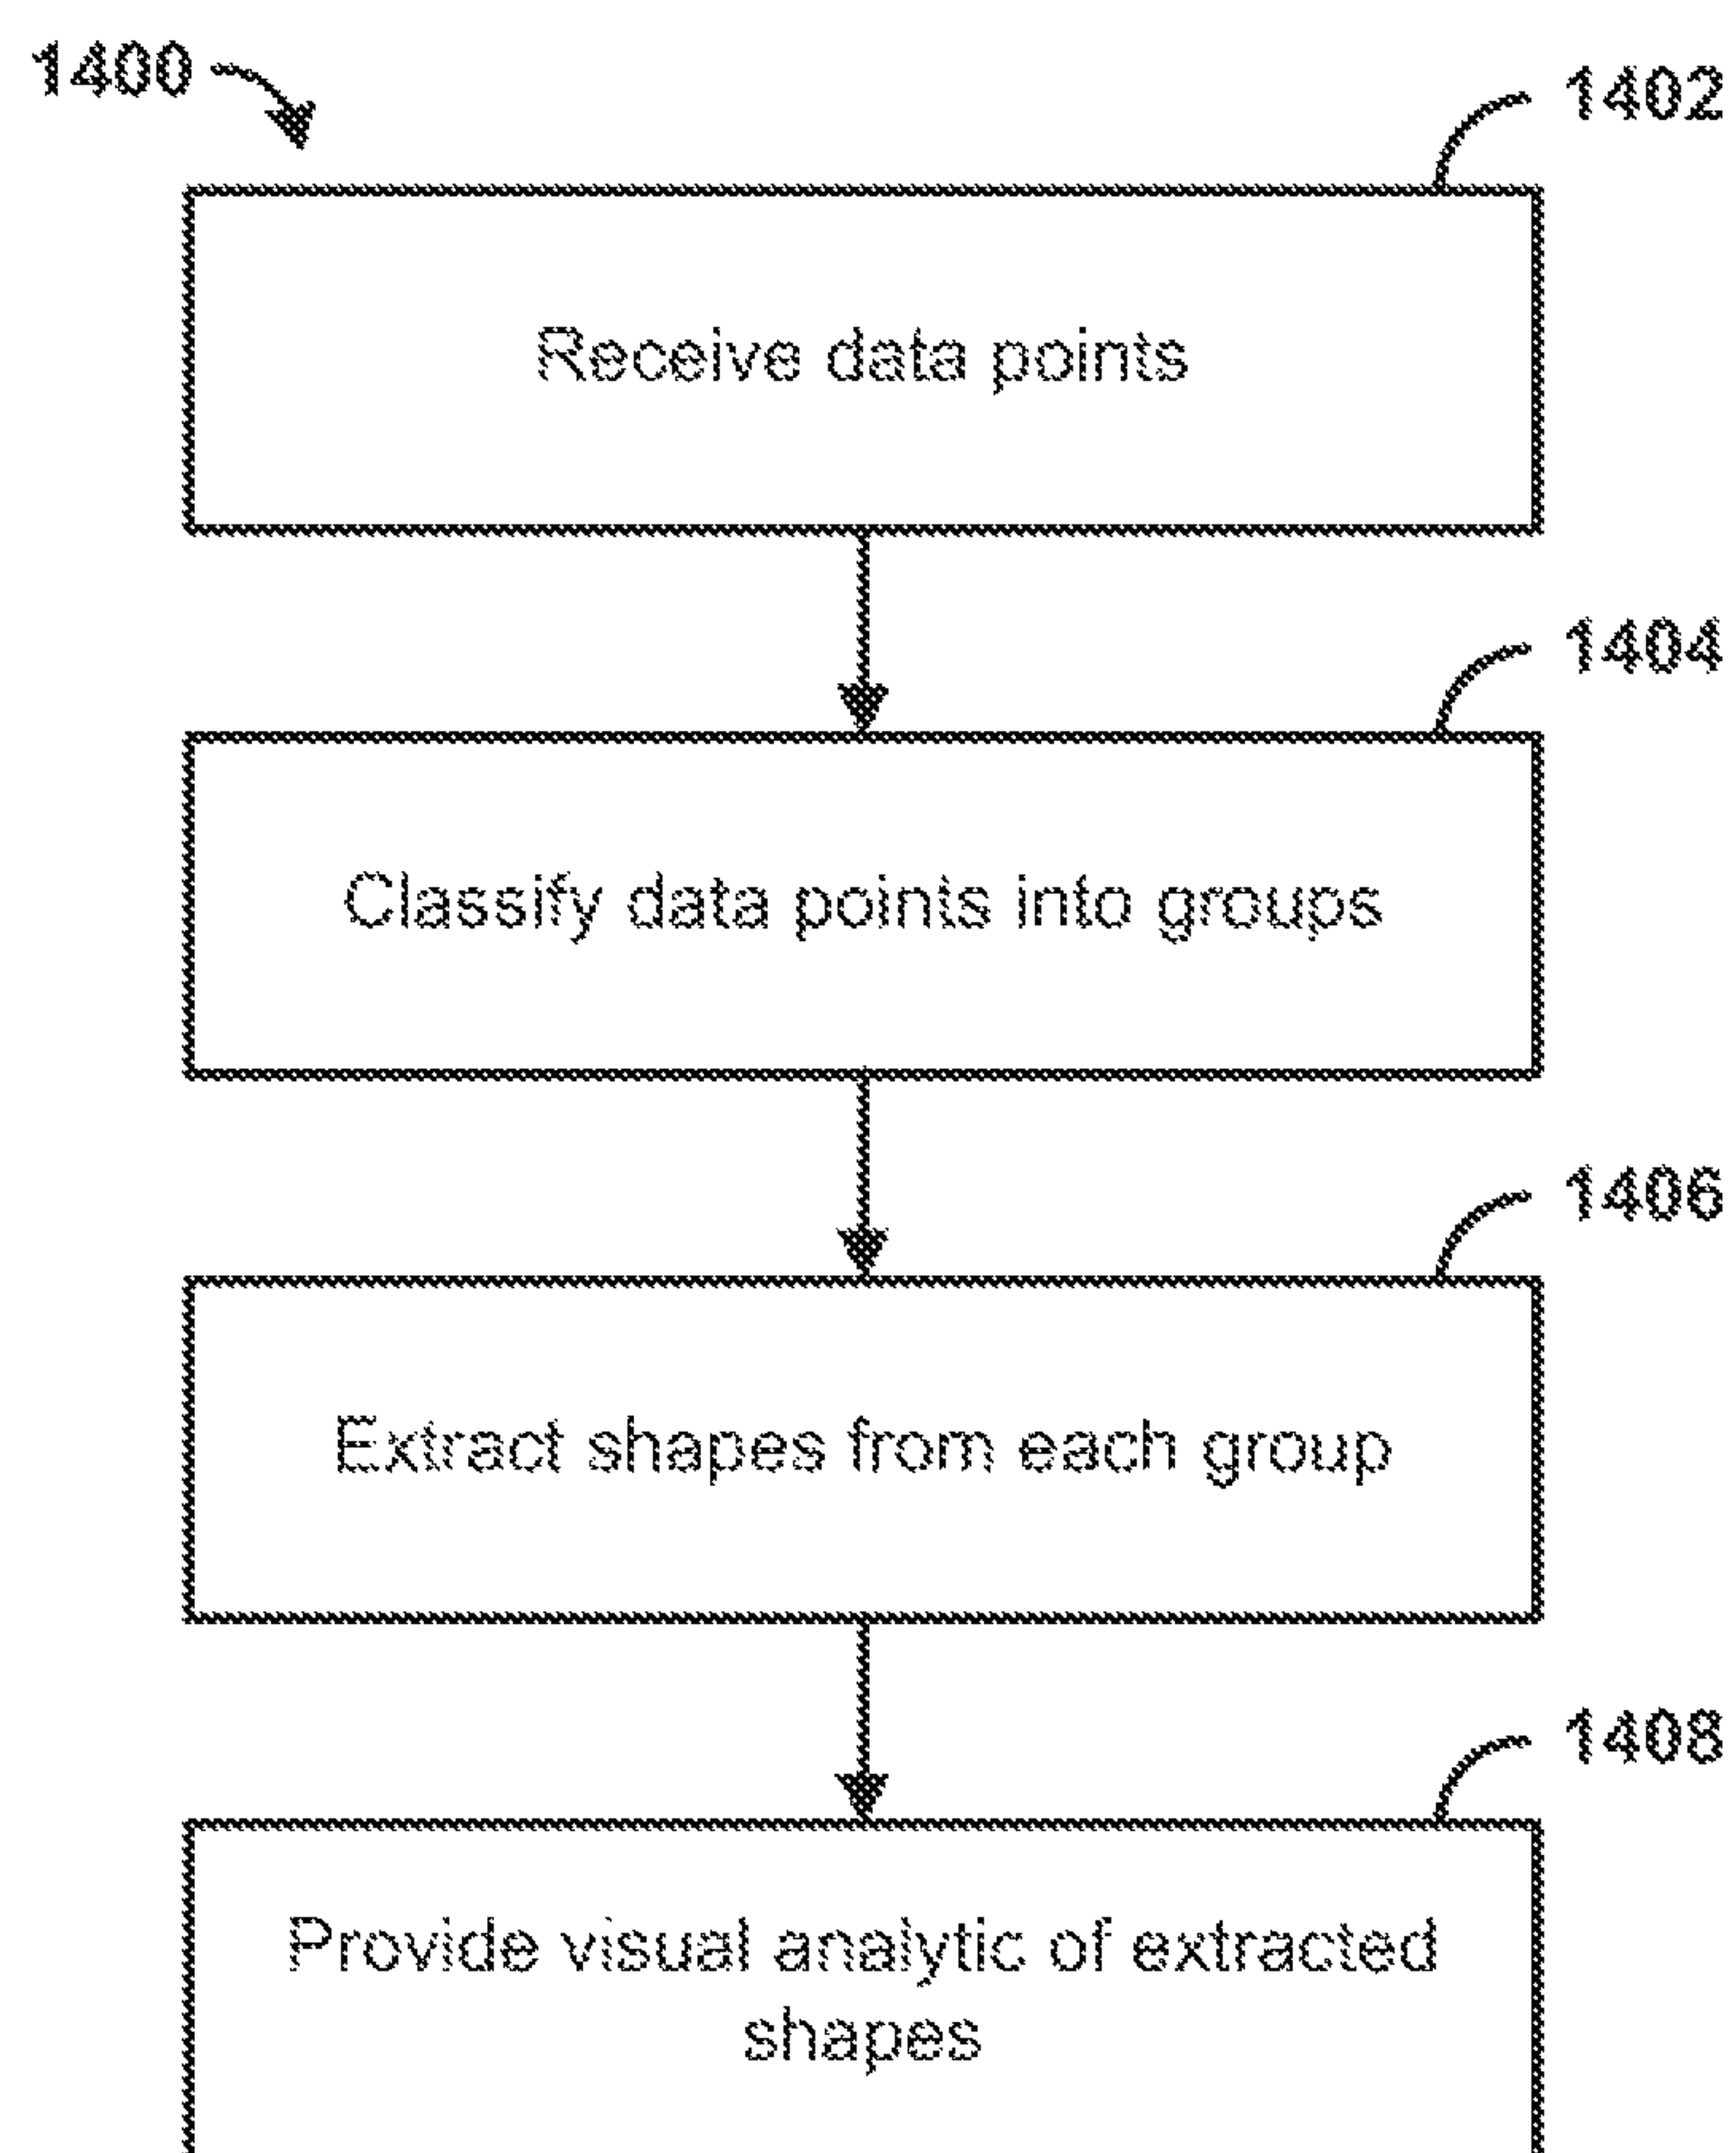 1400
1402
Receive data points
1404
Classify data points into groups
1406
Extract shapes from each group
1408
Provide visual analytic of extracted
shapes